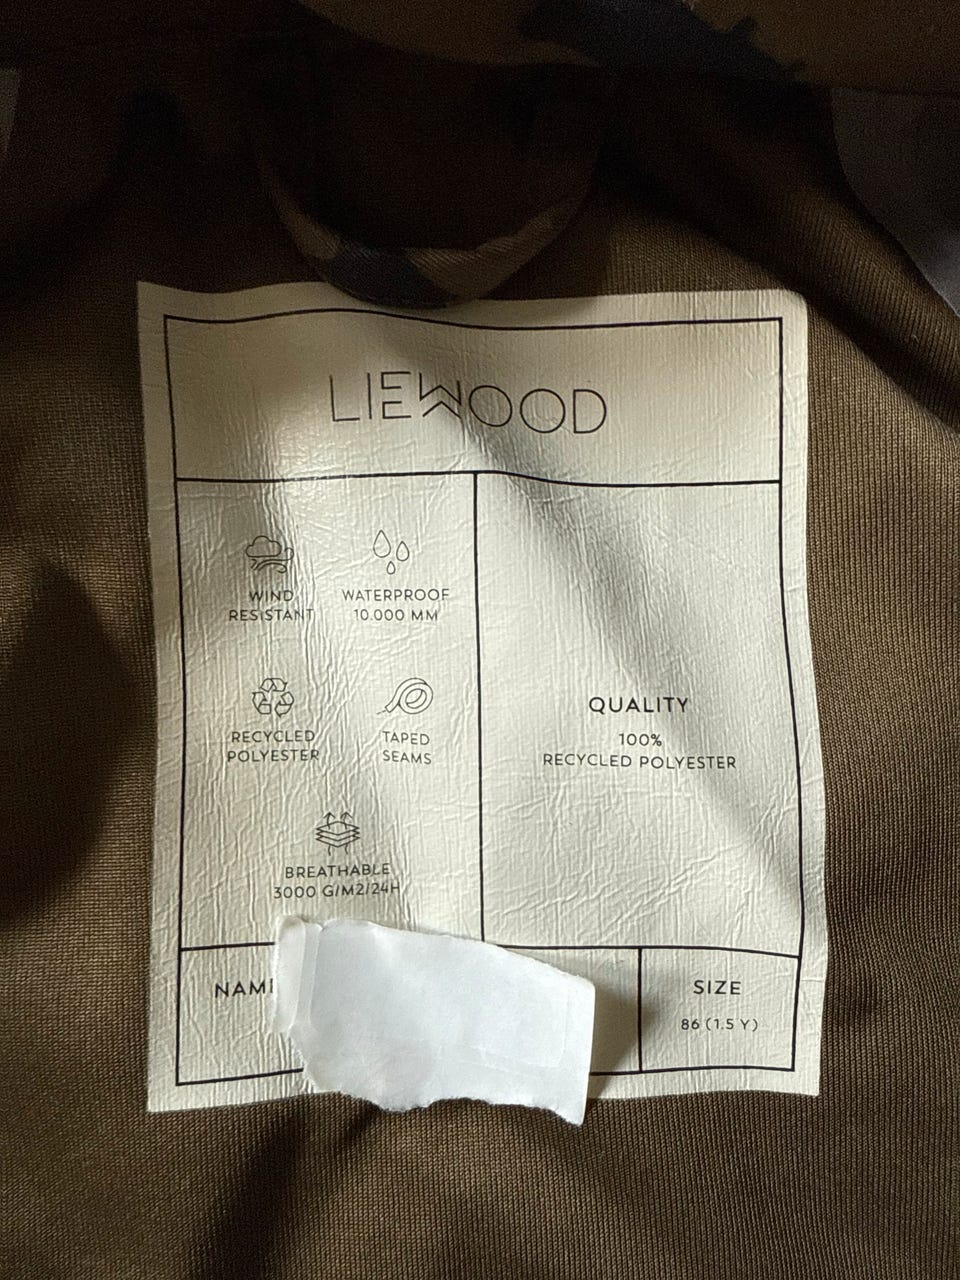 LIEWOOD
WIND
RESISTANT
WATERPROOF
10.000 MM
RECYCLED
POLYESTER
TAPED
SEAMS
BREATHABLE
3000 G/M2/24H
QUALITY
100%
RECYCLED POLYESTER
SIZE
86 (1.5 Y)